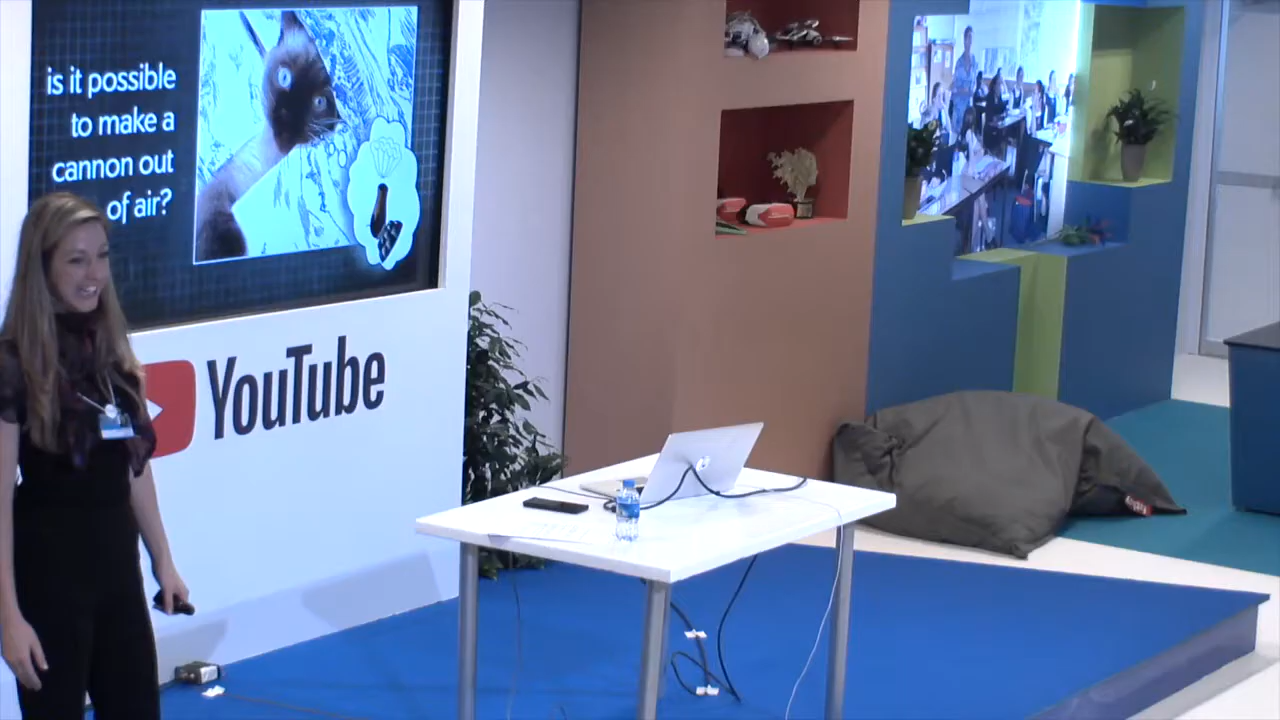 is it possible
to make a
cannon out
of air?
YouTube